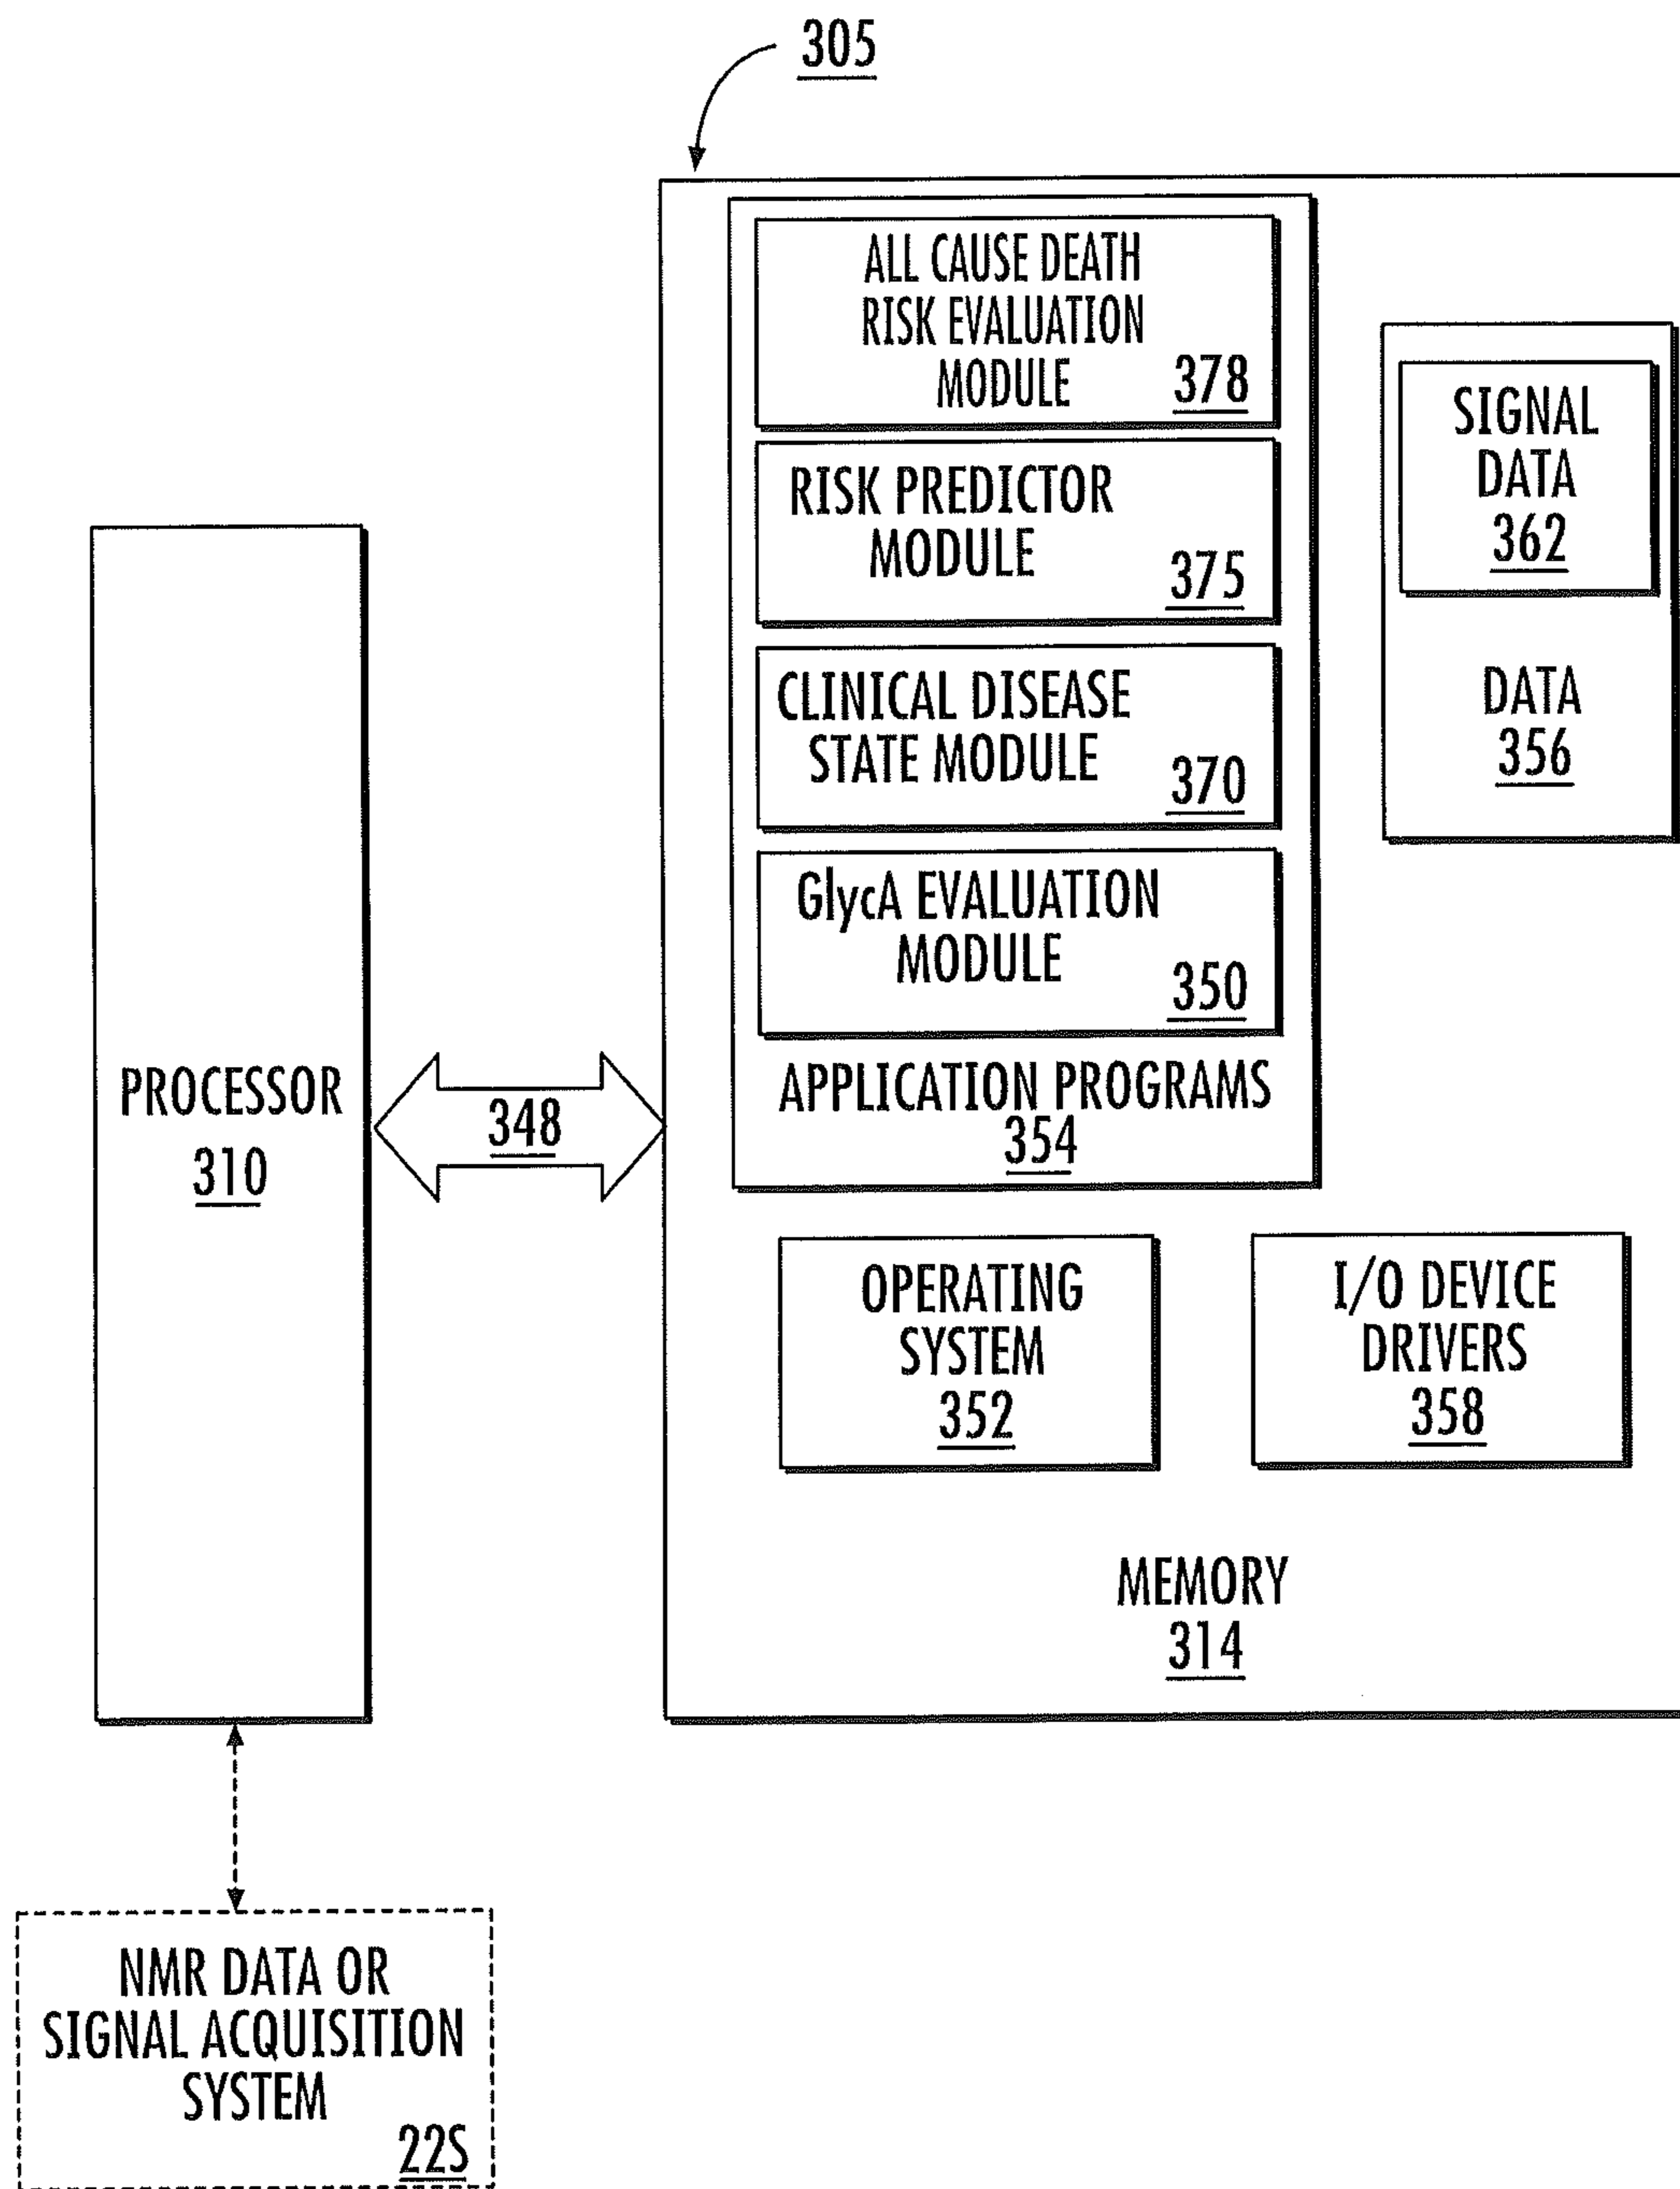 305
ALL CAUSE DEATH
RISK EVALUATION
MODULE
378
RISK PREDICTOR
MODULE
375
CLINICAL DISEASE
STATE MODULE
370
GlycA EVALUATION
MODULE
350
APPLICATION PROGRAMS
354
SIGNAL
DATA
362
DATA
356
PROCESSOR
310
348
OPERATING
SYSTEM
352
I/O DEVICE
DRIVERS
358
MEMORY
314
NMR DATA OR
SIGNAL ACQUISITION
SYSTEM
22S